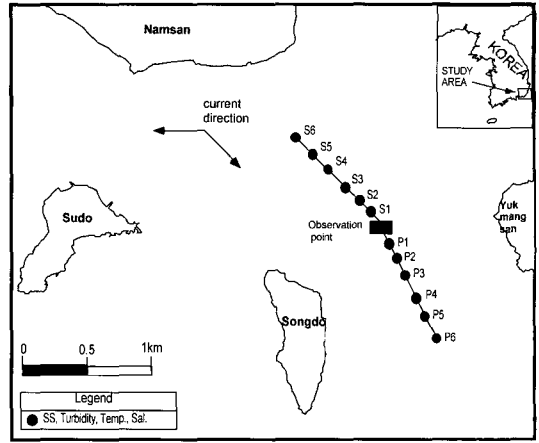 Namsan
KOREA
STUDY
AREA
current
direction
S6
S5
S4
S3
S2
S1
Sudo
Observation
point
Yuk
mang
san
P1
P2
P3
P4
P5
P6
Songdo
0 0.5 1km
Legend
SS, Turbidity, Temp., Sal.